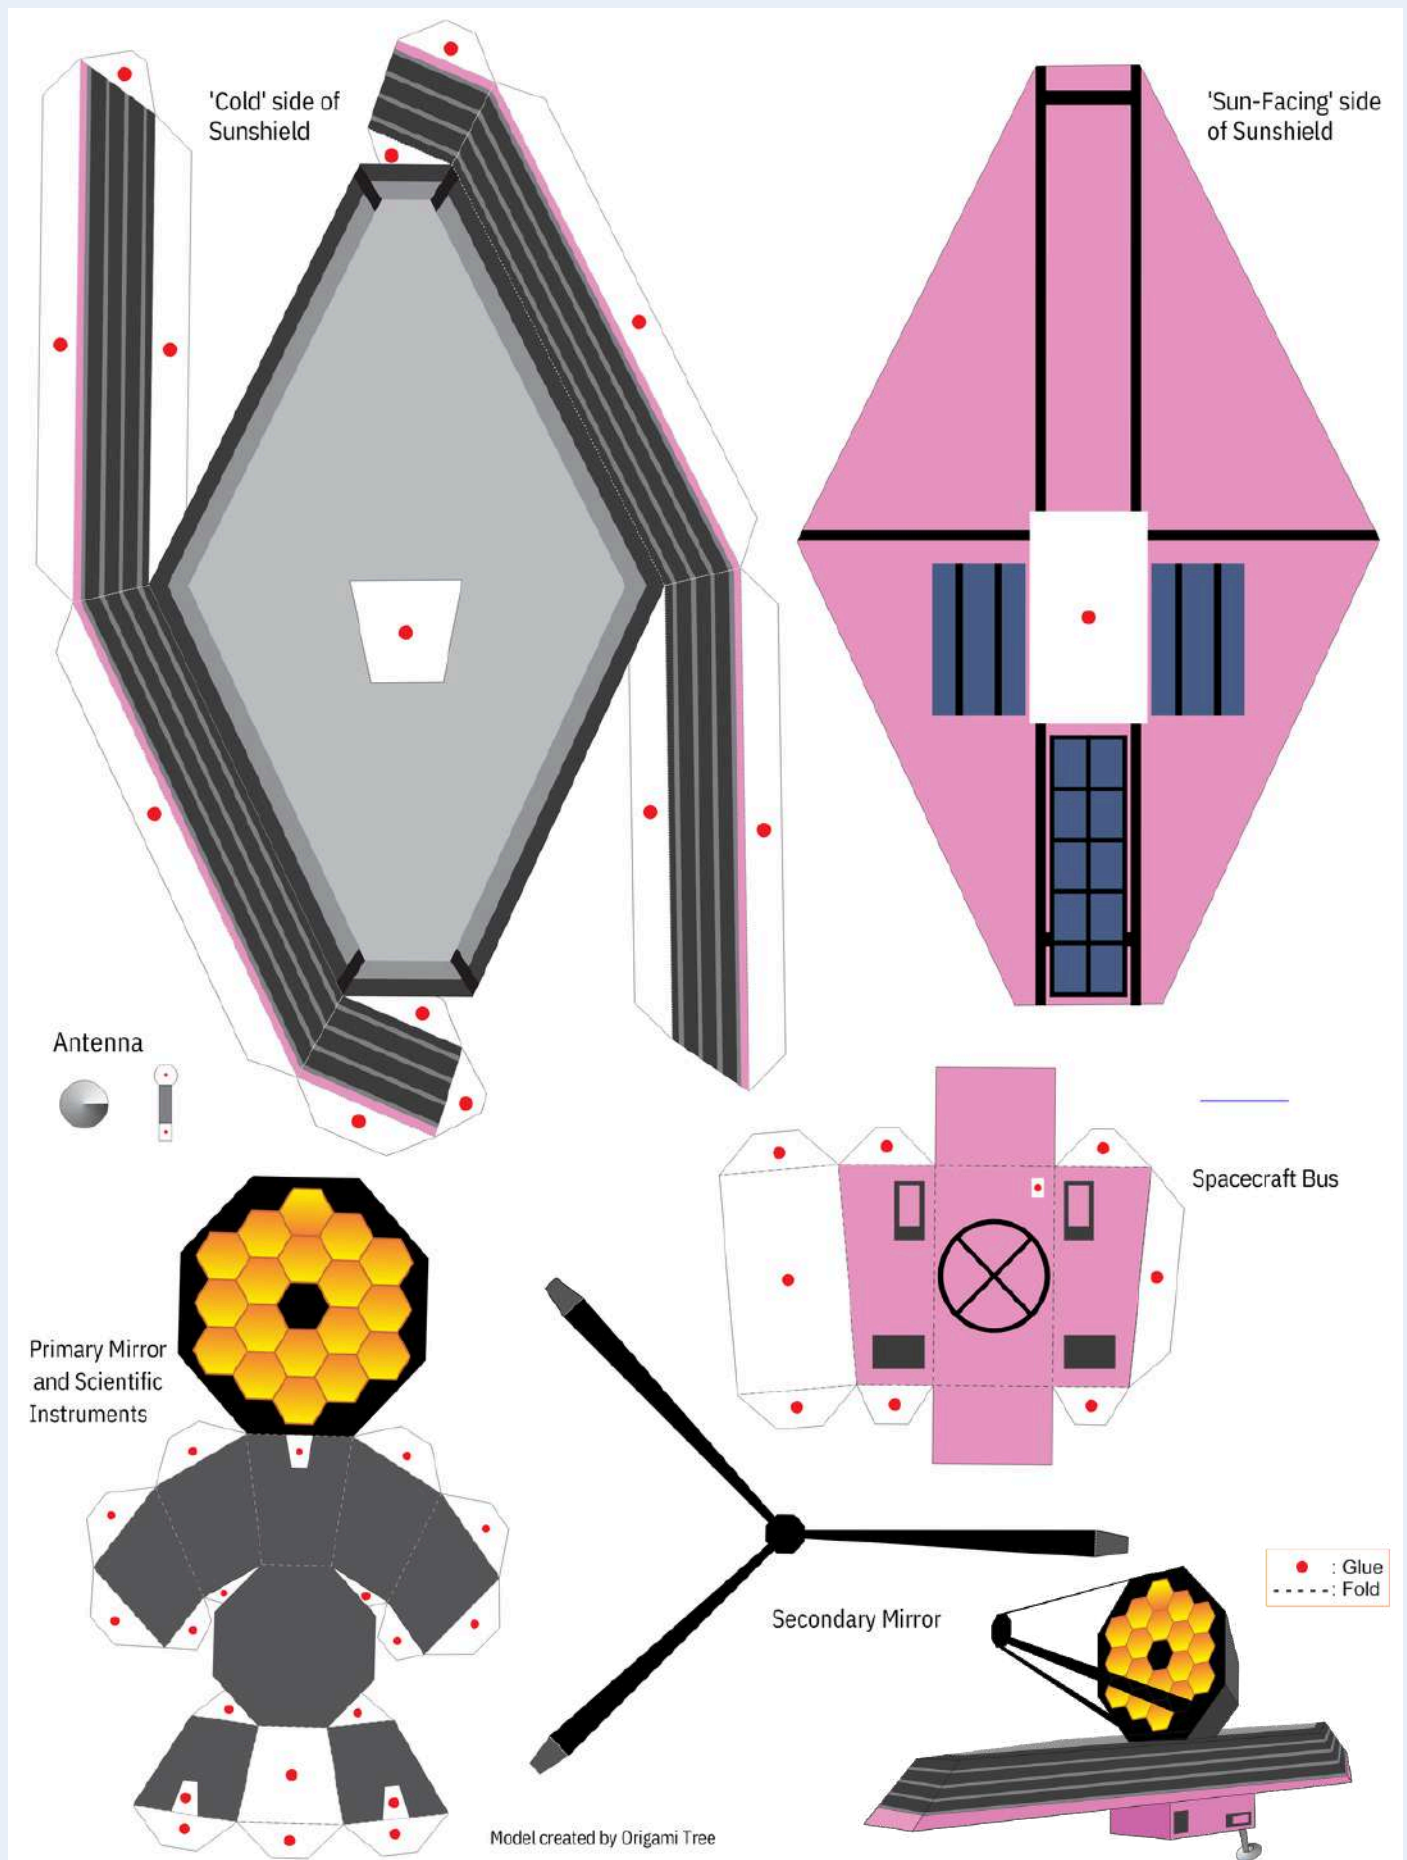 'Cold' side of
Sunshield
'Sun-Facing' side
of Sunshield
Antenna
Spacecraft Bus
Primary Mirror
and Scientific
Instruments
: Glue
: Fold
Secondary Mirror
Model created by Origami Tree